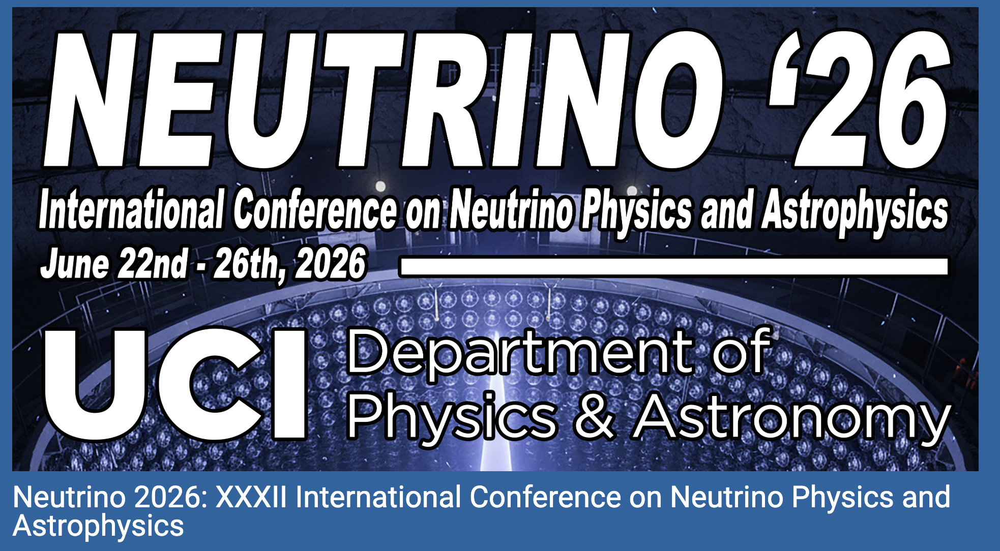 NEUTRINO ‘26
International Conference on Neutrino Physics and Astrophysics
June 22nd - 26th, 2026
UCI Department of
Physics & Astronomy
Neutrino 2026: XXXII International Conference on Neutrino Physics and
Astrophysics